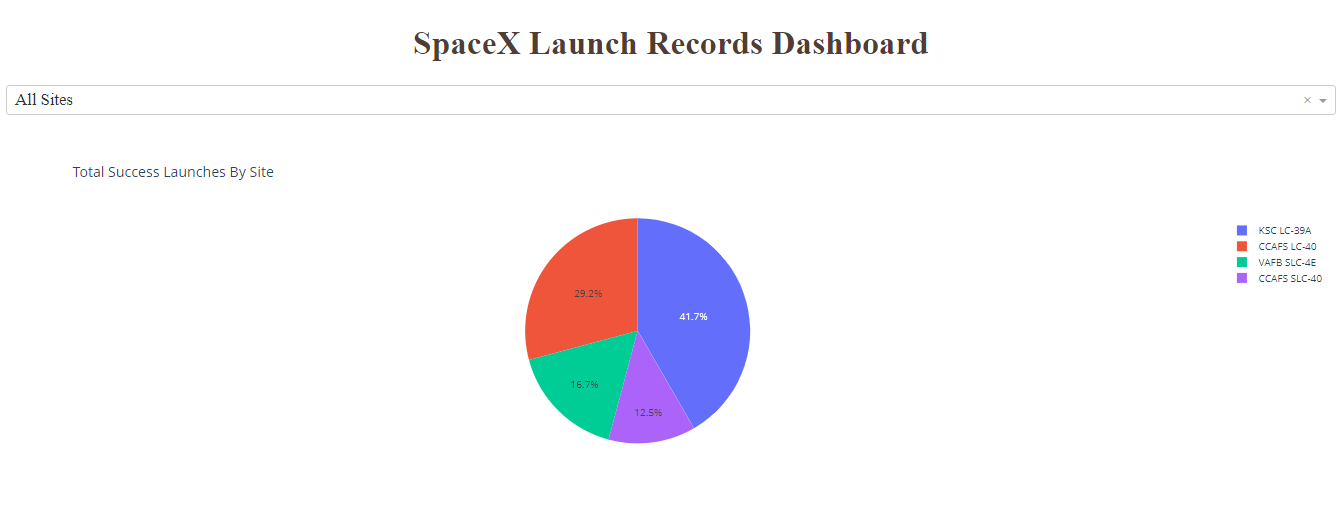 SpaceX Launch Records Dashboard
All Sites × 
Total Success Launches By Site
KSC LC-39A
CCAFS LC-40
VAFB SLC-4E
CCAFS SLC-40
29.2%
41.7%
16.7%
12.5%